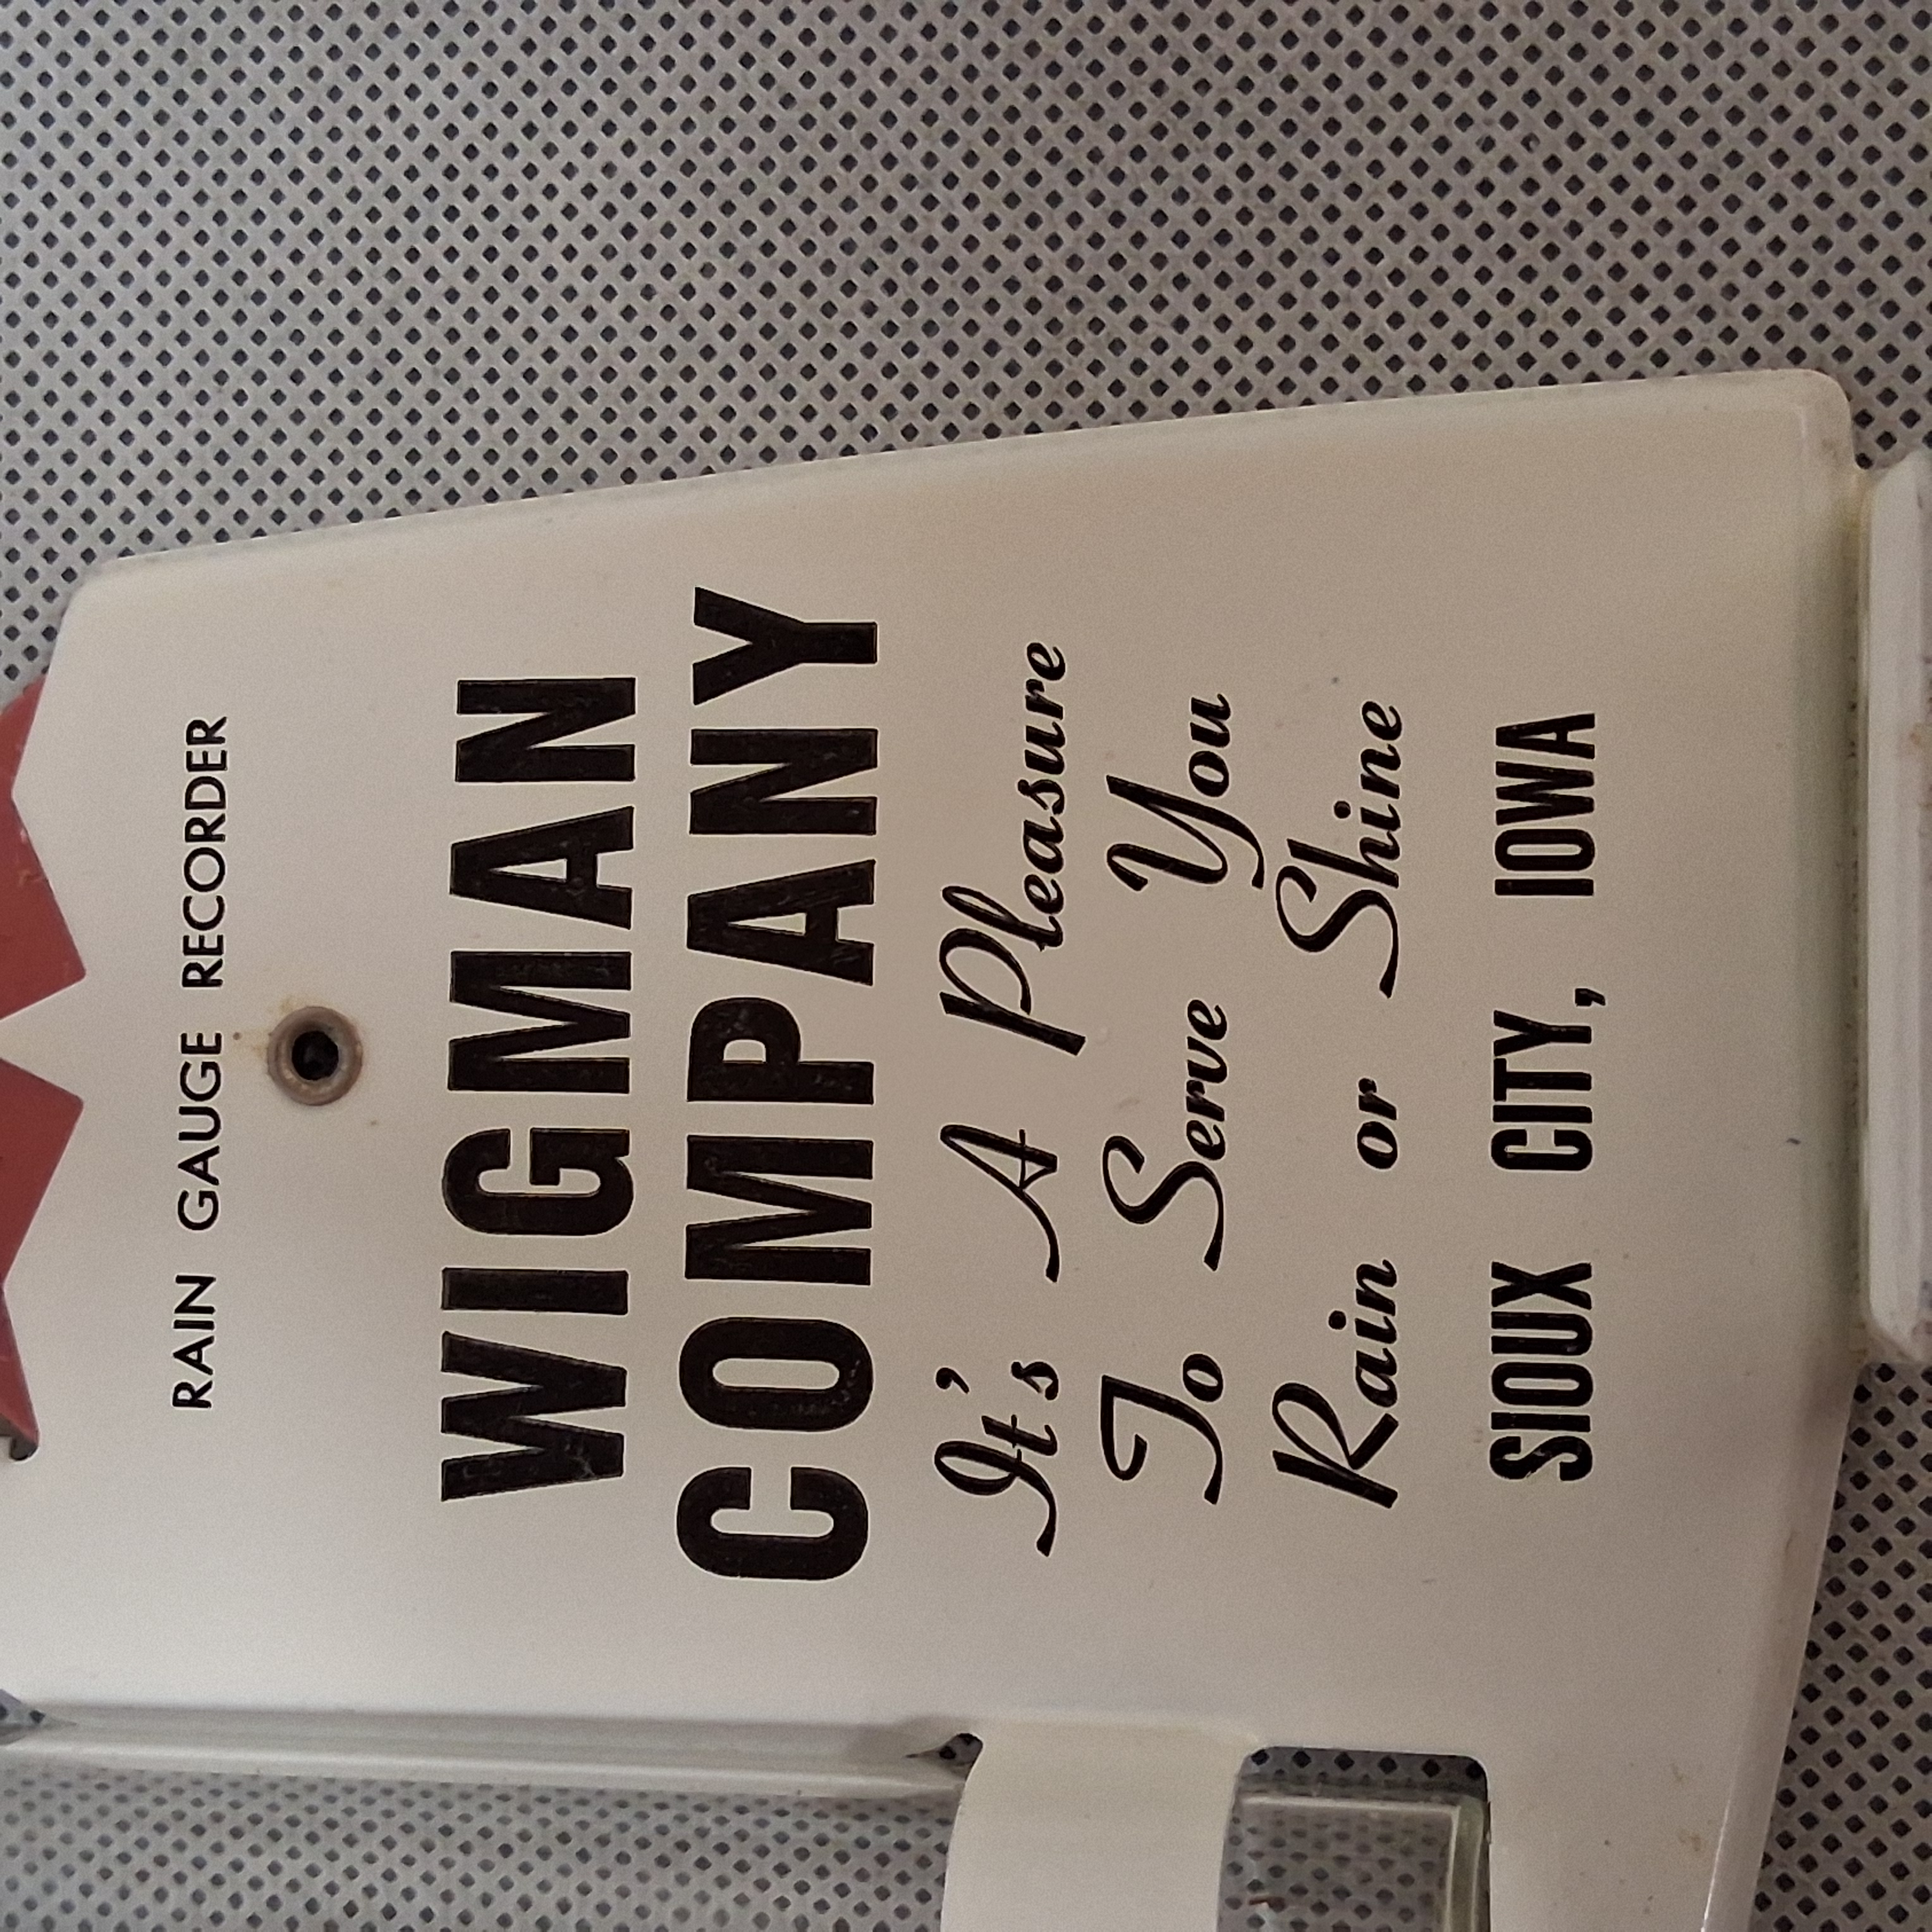 RAIN GAUGE RECORDER
WIGMAN
COMPANY
It's A Pleasure
To Serve You
Rain or Shine
SIOUX CITY, IOWA